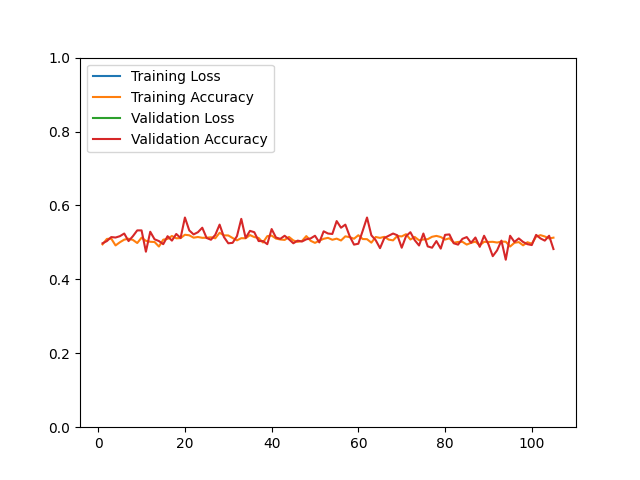 1.0
0.8
0.6
0.4
0.2
0.0
Training Loss
Training Accuracy
Validation Loss
Validation Accuracy
0 20 40 60 80 100